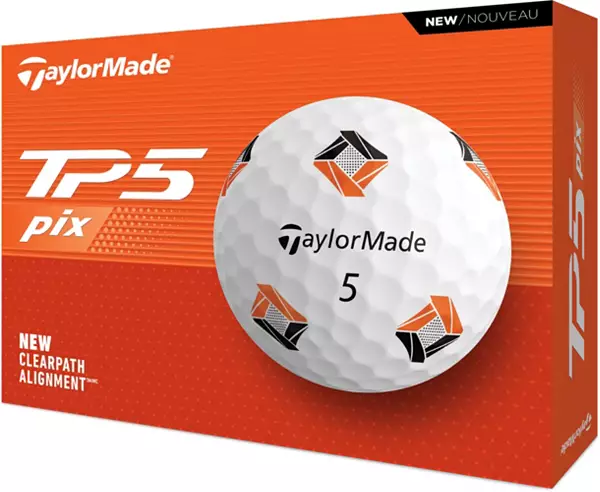 NEW/NOUVEAU
TaylorMade®
TP5
pix
TaylorMade
5
NEW
CLEARPATH
ALIGNMENT
TP5
pix
TaylorMade